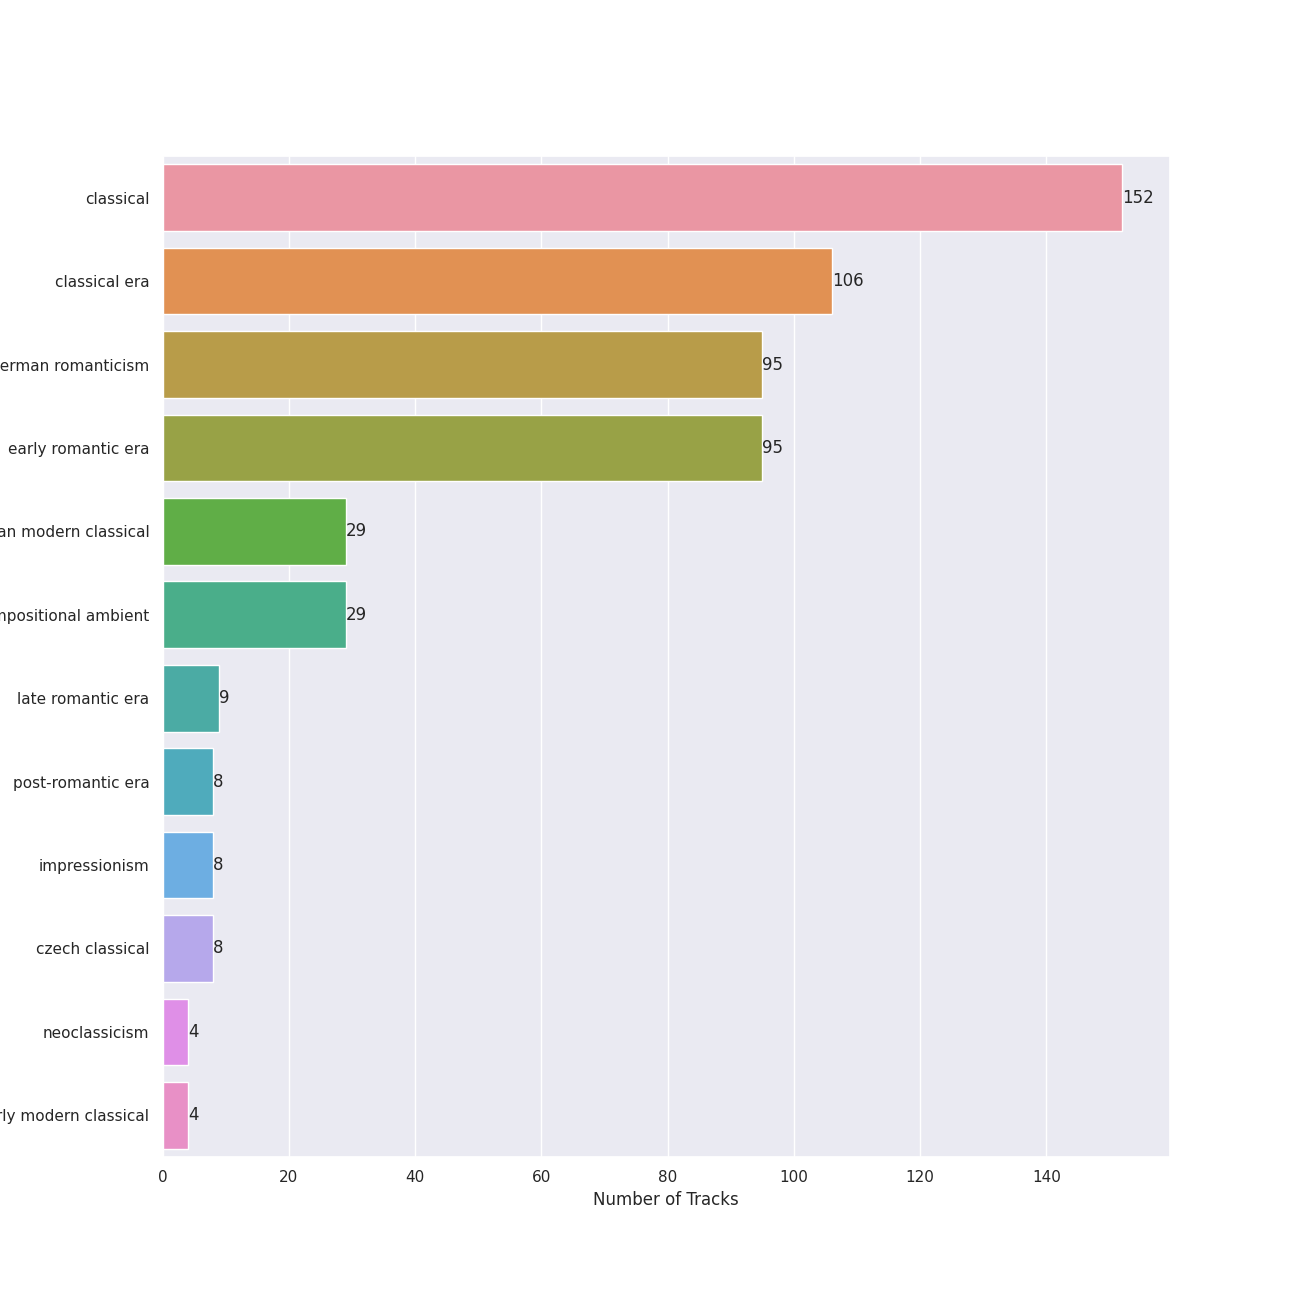 classical
152
classical era
106
erman romanticism
95
early romantic era
95
an modern classical
29
mpositional ambient
29
late romantic era
9
post-romantic era
8
impressionism
8
czech classical
8
neoclassicism
4
rly modern classical
4
0 20 40 60 80 100 120 140
Number of Tracks